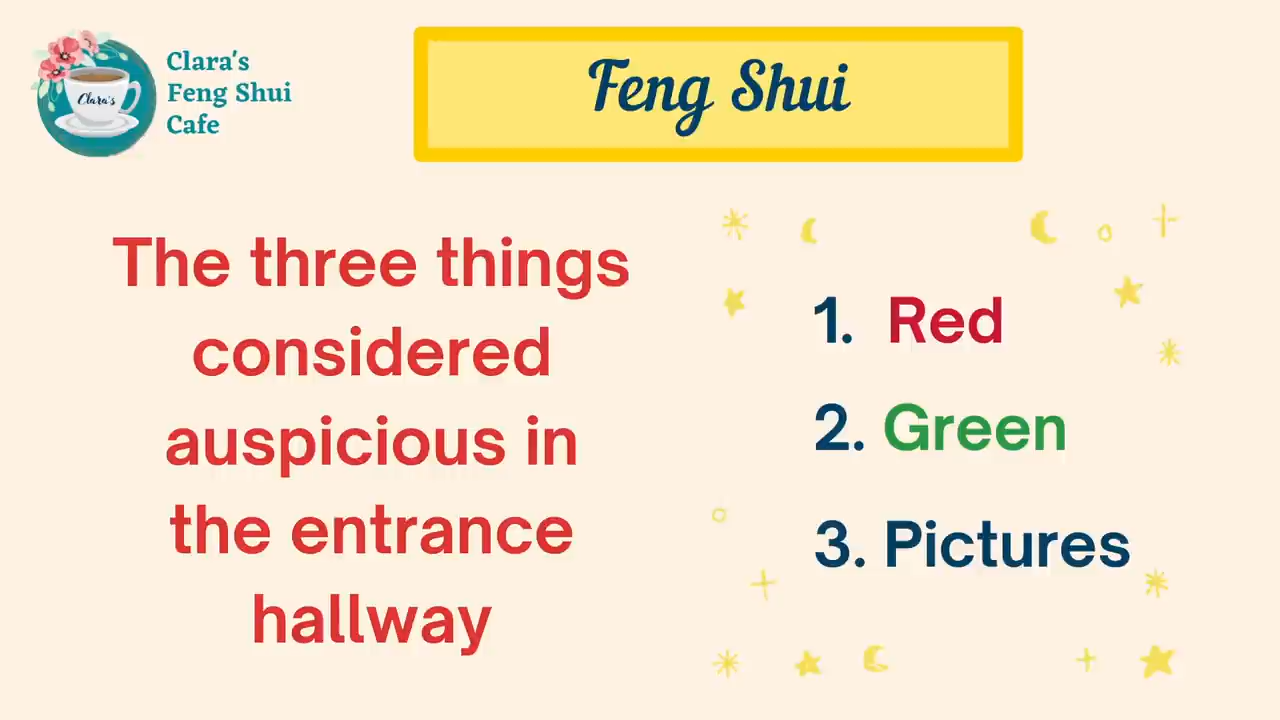 Clara's
Clara's
Feng Shui
Cafe
Feng Shui
The three things
considered
auspicious in
the entrance
hallway
1. Red
2. Green
3. Pictures